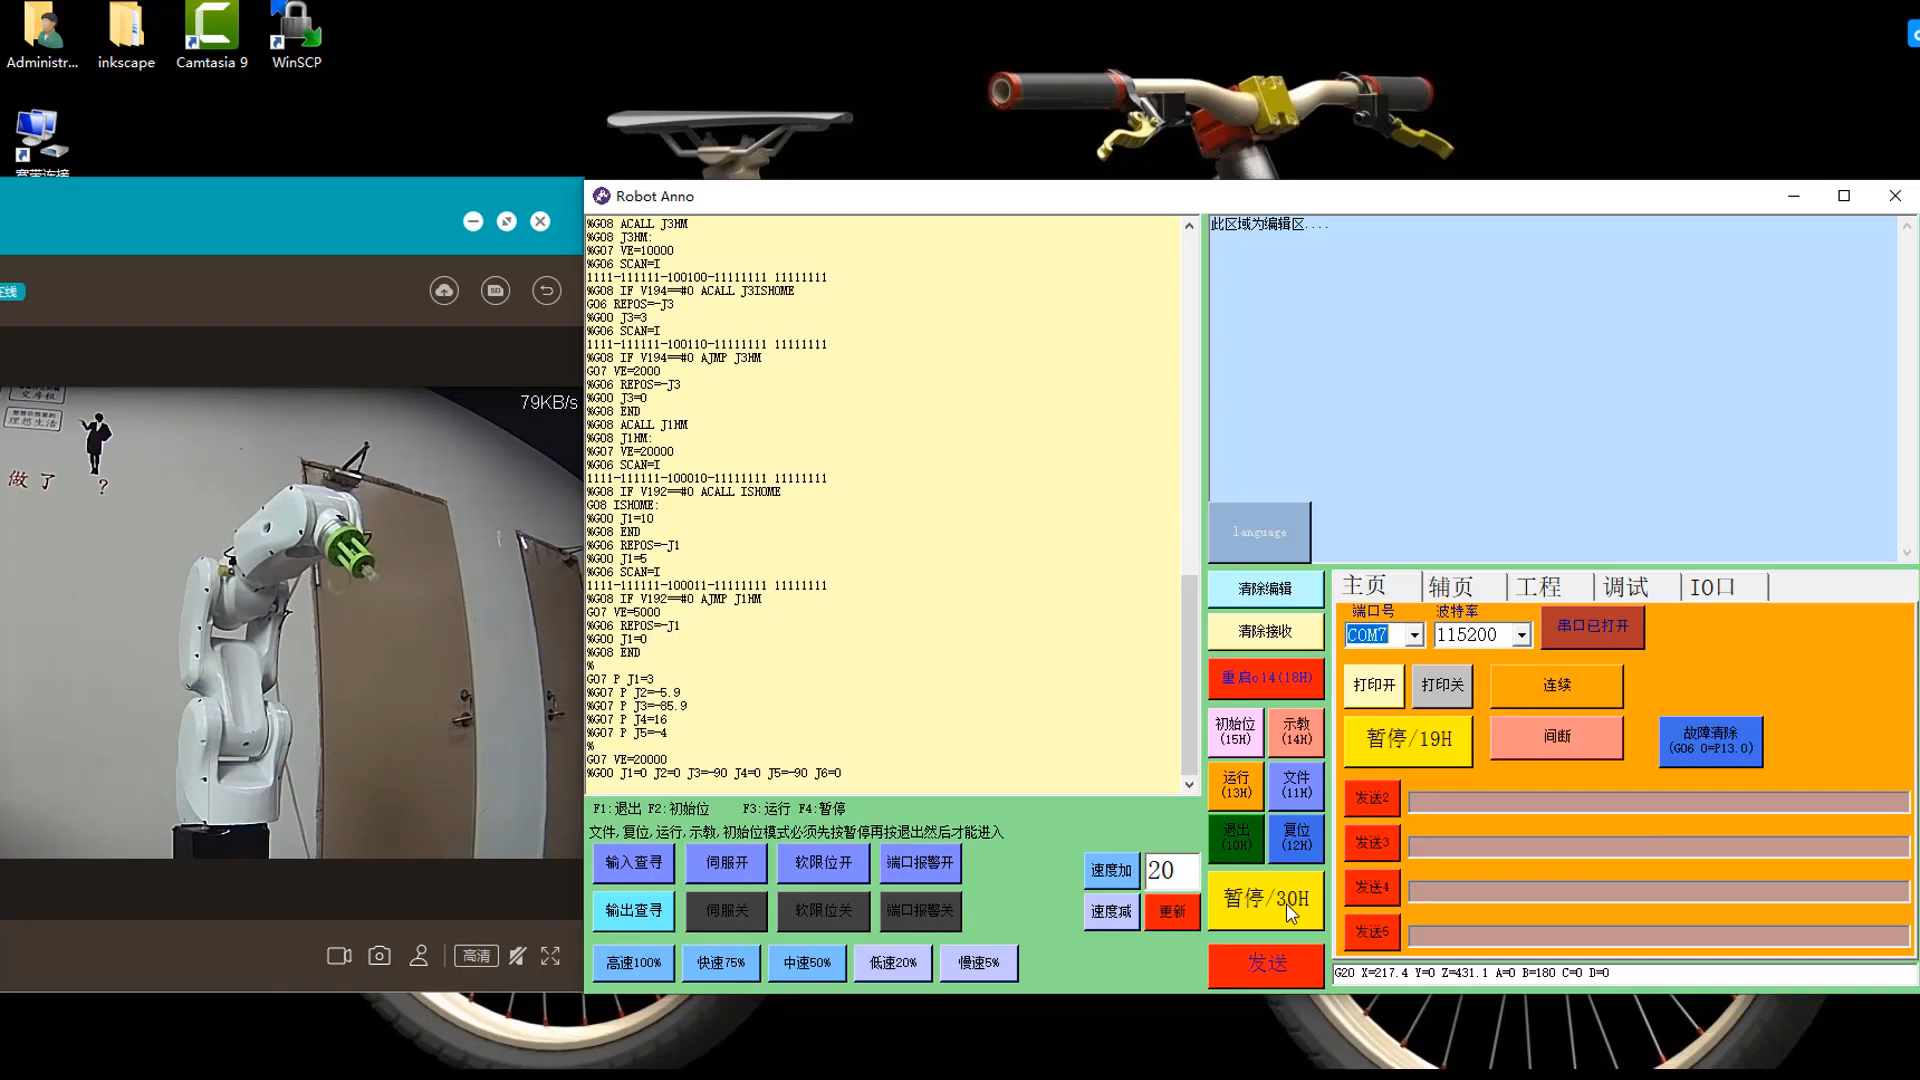 Administr...
inkscape
Camtasia 9
WinSCP
宽带连接
在线
SD
79KB/s
交房租
理想生活
做了
?
高清
Robot Anno
%G08 ACALL J3HM
%G08 J3HM:
%G07 VE=10000
%G06 SCAN=I
1111-111111-100100-11111111 11111111
%G08 IF V194==#0 ACALL J3ISHOME
G06 REPOS=-J3
%G00 J3=3
%G06 SCAN=I
1111-111111-100110-11111111 11111111
%G08 IF V194==#0 AJMP J3HM
G07 VE=2000
%G06 REPOS=-J3
%G00 J3=0
%G08 END
%G08 ACALL J1HM
%G08 J1HM:
%G07 VE=20000
%G06 SCAN=I
1111-111111-100010-11111111 11111111
%G08 IF V192==#0 ACALL ISHOME
G08 ISHOME:
%G00 J1=10
%G08 END
%G06 REPOS=-J1
%G00 J1=5
%G06 SCAN=I
1111-111111-100011-11111111 11111111
%G08 IF V192==#0 AJMP J1HM
G07 VE=5000
%G06 REPOS=-J1
%G00 J1=0
%G08 END
%
G07 P J1=3
%G07 P J2=-5.9
%G07 P J3=-85.9
%G07 P J4=16
%G07 P J5=-4
%
G07 VE=20000
%G00 J1=0 J2=0 J3=-90 J4=0 J5=-90 J6=0
F1:退出 F2:初始位 F3:运行 F4:暂停
文件,复位,运行,示教,初始位模式必须先按暂停再按退出然后才能进入
输入查寻 伺服开 软限位开 端口报警开
输出查寻 伺服关 软限位关 端口报警关
高速100% 快速75% 中速50% 低速20% 慢速5%
速度加 20
速度减 更新
此区域为编辑区....
language
清除编辑
清除接收
重启o14(18H)
初始位(15H) 示教(14H)
运行(13H) 文件(11H)
退出(10H) 复位(12H)
暂停/30H
发送
主页 辅页 工程 调试 IO口
端口号 波特率
COM7 115200 串口已打开
打印开 打印关 连续
暂停/19H 间断 故障清除
(G06 O=P13.0)
发送2
发送3
发送4
发送5
G20 X=217.4 Y=0 Z=431.1 A=0 B=180 C=0 D=0